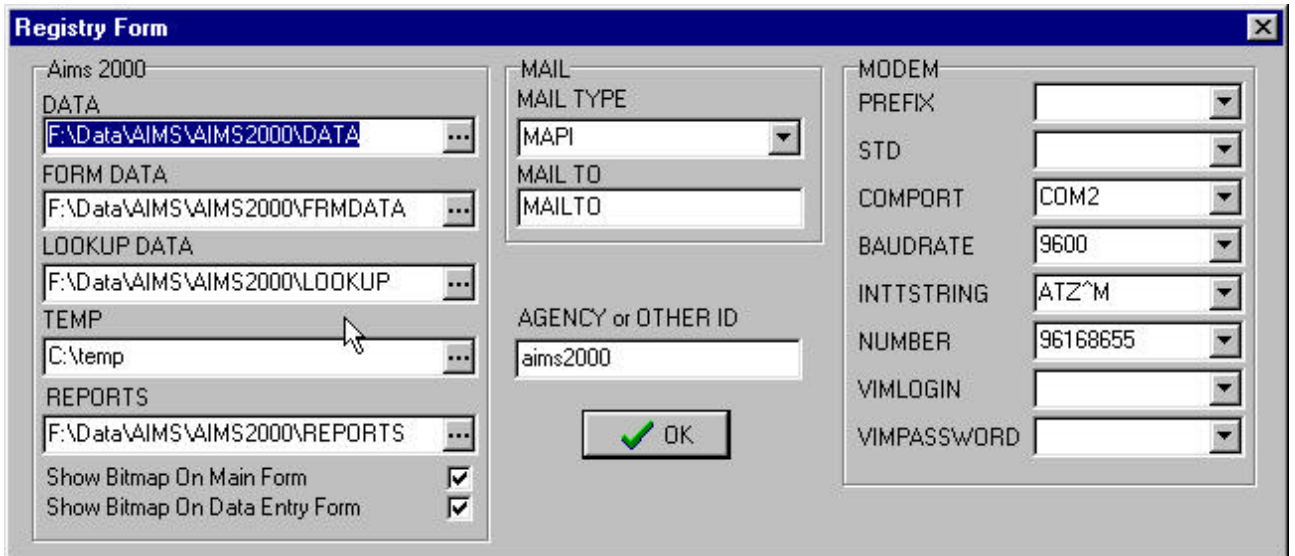 Registry Form
Aims 2000
DATA
F:\Data\AIMS\AIMS2000\DATA
FORM DATA
F:\Data\AIMS\AIMS2000\FRMDATA
LOOKUP DATA
F:\Data\AIMS\AIMS2000\LOOKUP
TEMP
C:\temp
REPORTS
F:\Data\AIMS\AIMS2000\REPORTS
Show Bitmap On Main Form
Show Bitmap On Data Entry Form
MAIL
MAIL TYPE
MAPI
MAIL TO
MAILTO
AGENCY or OTHER ID
aims2000
OK
MODEM
PREFIX
STD
COMPORT COM2
BAUDRATE 9600
INTTSTRING ATZ^M
NUMBER 96168655
VIMLOGIN
VIMPASSWORD